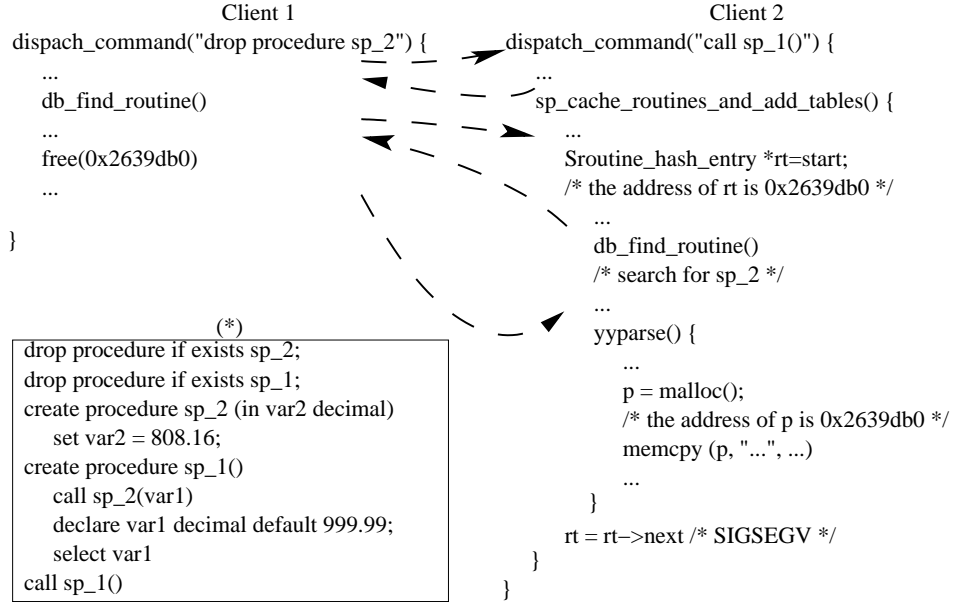 Client 1
dispach_command("drop procedure sp_2") {
...
db_find_routine()
...
free(0x2639db0)
...
}
(*)
drop procedure if exists sp_2;
drop procedure if exists sp_1;
create procedure sp_2 (in var2 decimal)
set var2 = 808.16;
create procedure sp_1()
call sp_2(var1)
declare var1 decimal default 999.99;
select var1
call sp_1()
Client 2
dispatch_command("call sp_1()") {
...
sp_cache_routines_and_add_tables() {
...
Sroutine_hash_entry *rt=start;
/* the address of rt is 0x2639db0 */
...
db_find_routine()
/* search for sp_2 */
...
yyparse() {
...
p = malloc();
/* the address of p is 0x2639db0 */
memcpy (p, "...", ...)
...
}
rt = rt−>next /* SIGSEGV */
}
}